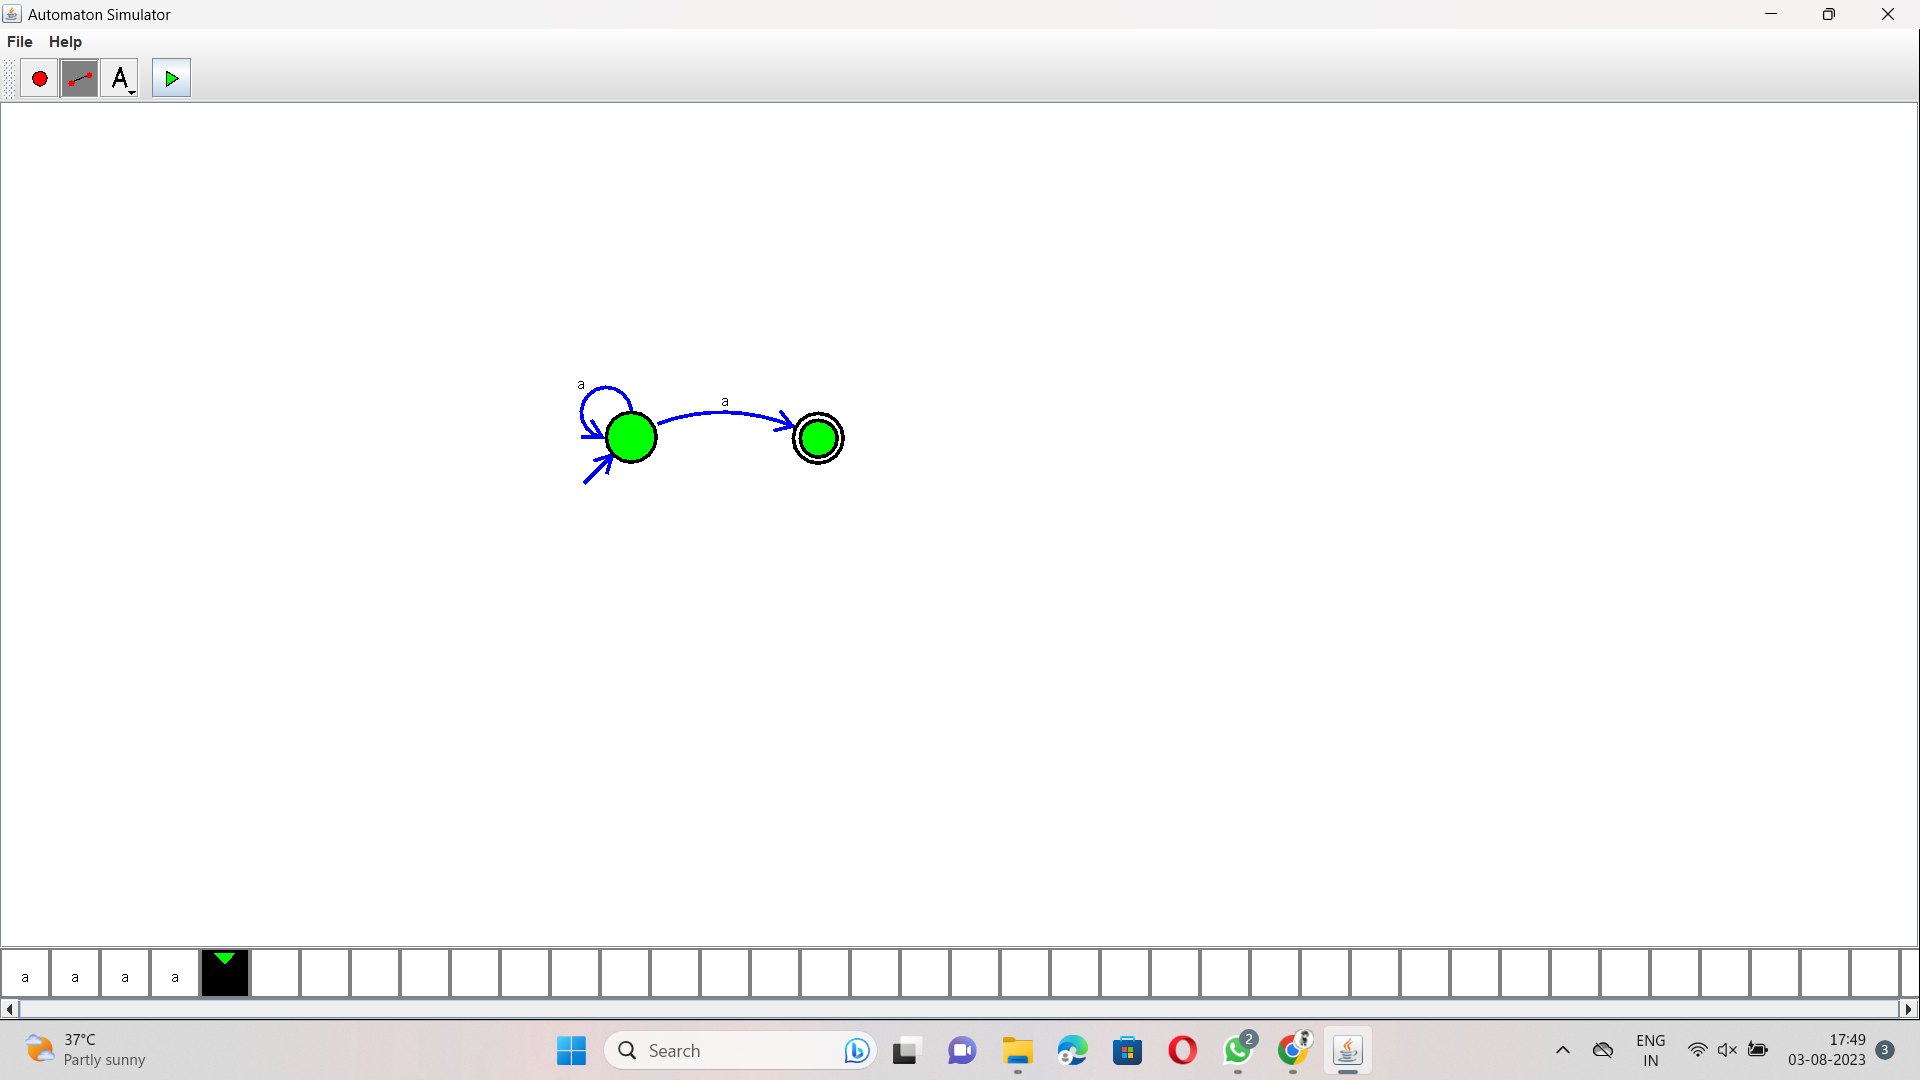 Automaton Simulator
File Help
A
a
a
a a a a
37°C
Partly sunny
Search
2
ENG
IN
17:49
03-08-2023
3